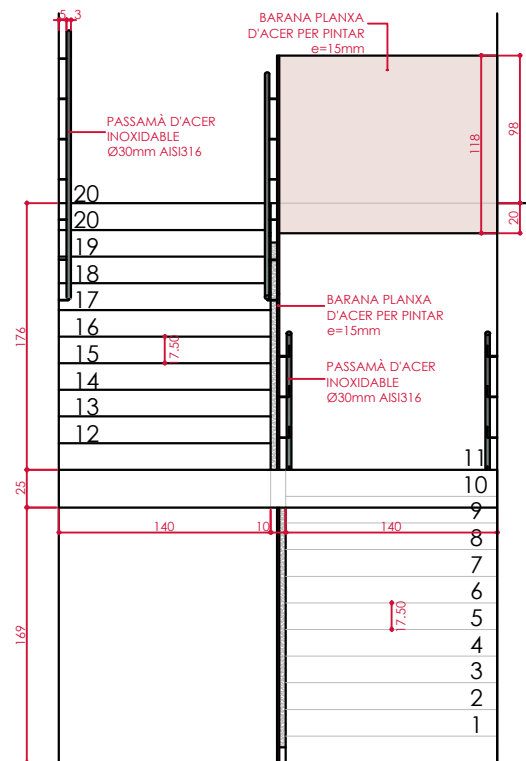 5
3
BARANA PLANXA
D'ACER PER PINTAR
e=15mm
PASSAMÀ D'ACER
INOXIDABLE
Ø30mm AISI316
118
98
20
20
20
19
18
17
16
15
14
13
12
17.50
176
BARANA PLANXA
D'ACER PER PINTAR
e=15mm
PASSAMÀ D'ACER
INOXIDABLE
Ø30mm AISI316
11
10
9
8
7
6
5
4
3
2
1
25
140
10
140
17.50
169